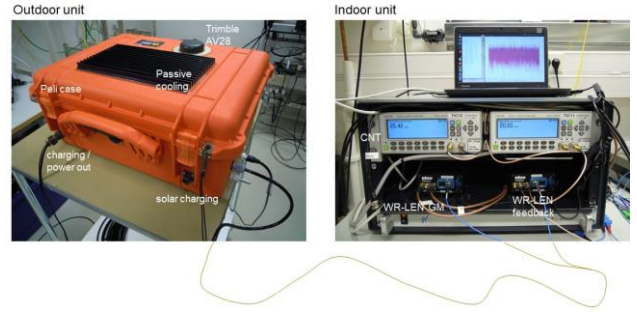 Outdoor unit
Indoor unit
Trimble
AV28
Passive
cooling
Peli case
charging /
power out
solar charging
CNT
WR-LEN GM
WR-LEN
feedback